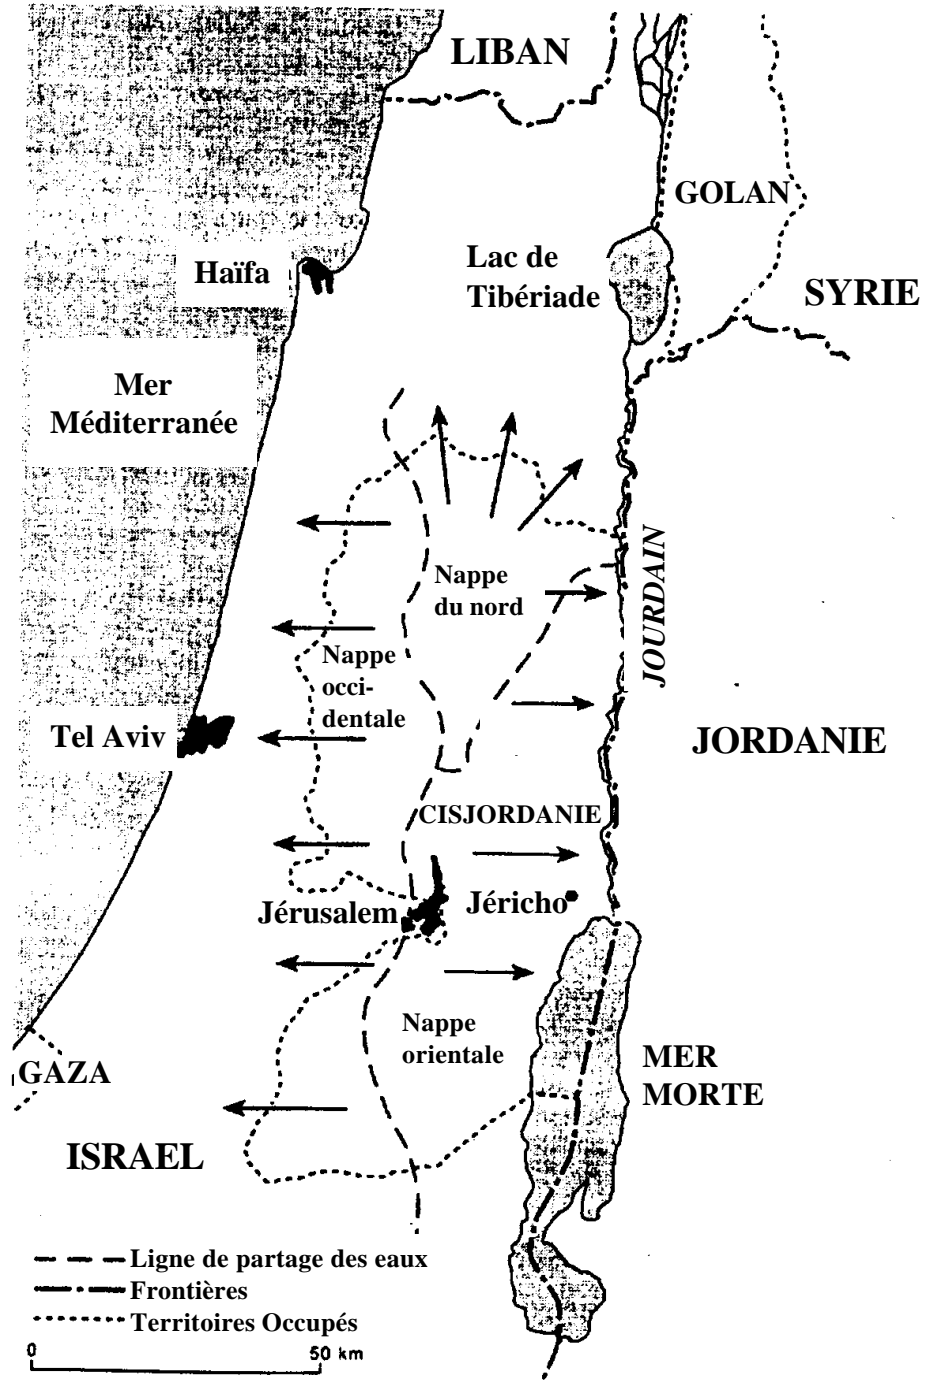 LIBAN
GOLAN
Haïfa
Lac de
Tibériade
SYRIE
Mer
Méditerranée
JOURDAIN
Nappe
du nord
Nappe
occi-
dentale
Tel Aviv
JORDANIE
CISJORDANIE
Jérusalem
Jéricho
Nappe
orientale
MER
MORTE
GAZA
ISRAEL
Ligne de partage des eaux
Frontières
Territoires Occupés
0 50 km